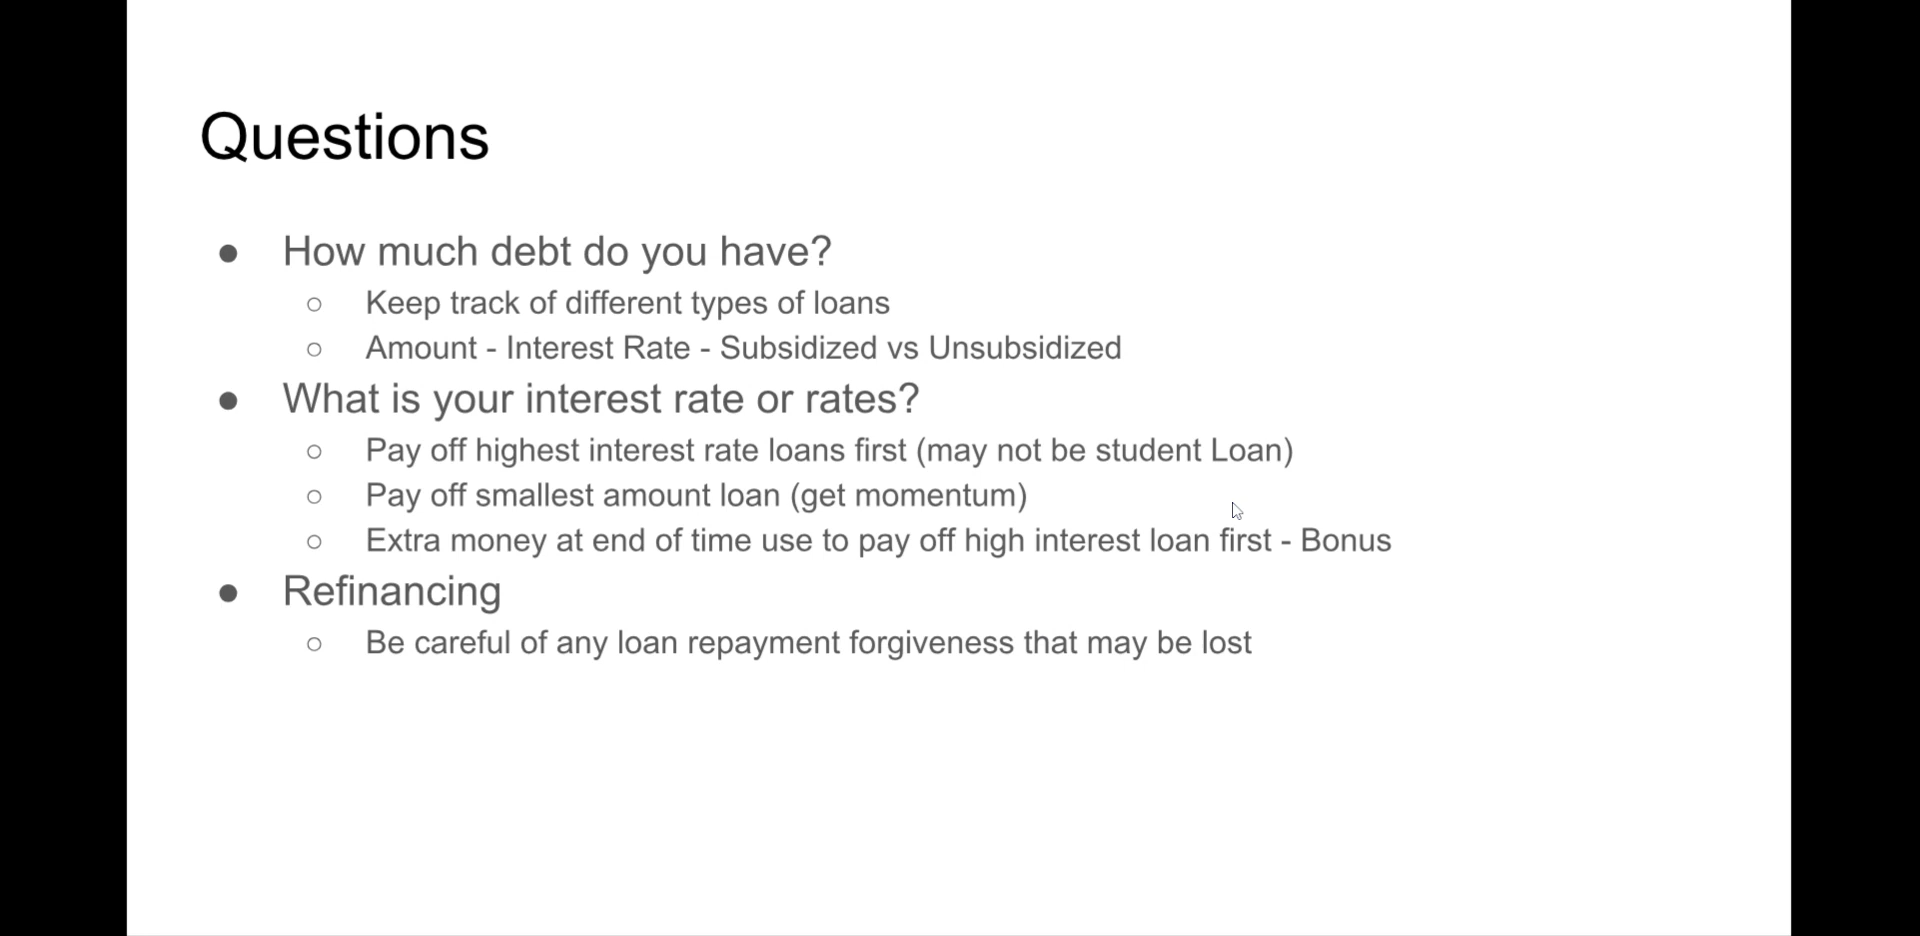 Questions
● How much debt do you have?
○ Keep track of different types of loans
○ Amount - Interest Rate - Subsidized vs Unsubsidized
● What is your interest rate or rates?
○ Pay off highest interest rate loans first (may not be student Loan)
○ Pay off smallest amount loan (get momentum)
○ Extra money at end of time use to pay off high interest loan first - Bonus
● Refinancing
○ Be careful of any loan repayment forgiveness that may be lost